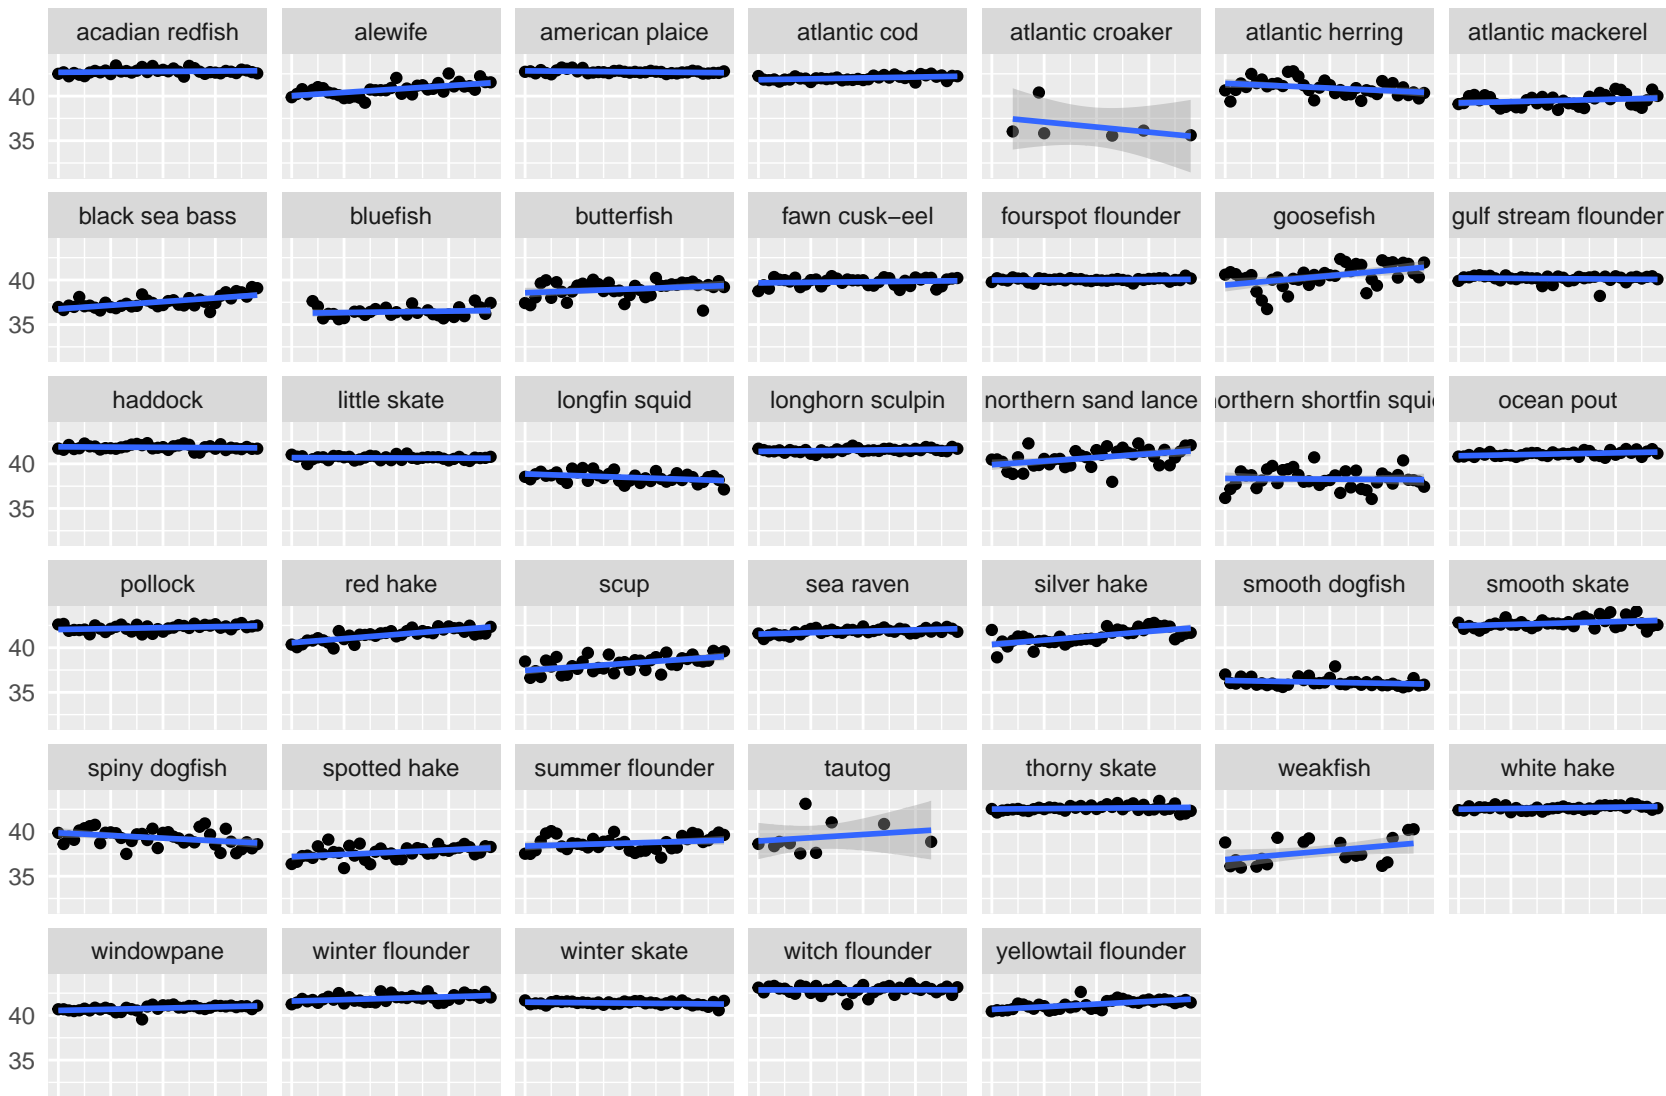 acadian redfish alewife american plaice atlantic cod atlantic croaker atlantic herring atlantic mackerel
40
35
black sea bass bluefish butterfish fawn cusk−eel fourspot flounder goosefish gulf stream flounder
40
35
haddock little skate longfin squid longhorn sculpin northern sand lance orthern shortfin squi ocean pout
40
35
pollock red hake scup sea raven silver hake smooth dogfish smooth skate
40
35
spiny dogfish spotted hake summer flounder tautog thorny skate weakfish white hake
40
35
windowpane winter flounder winter skate witch flounder yellowtail flounder
40
35